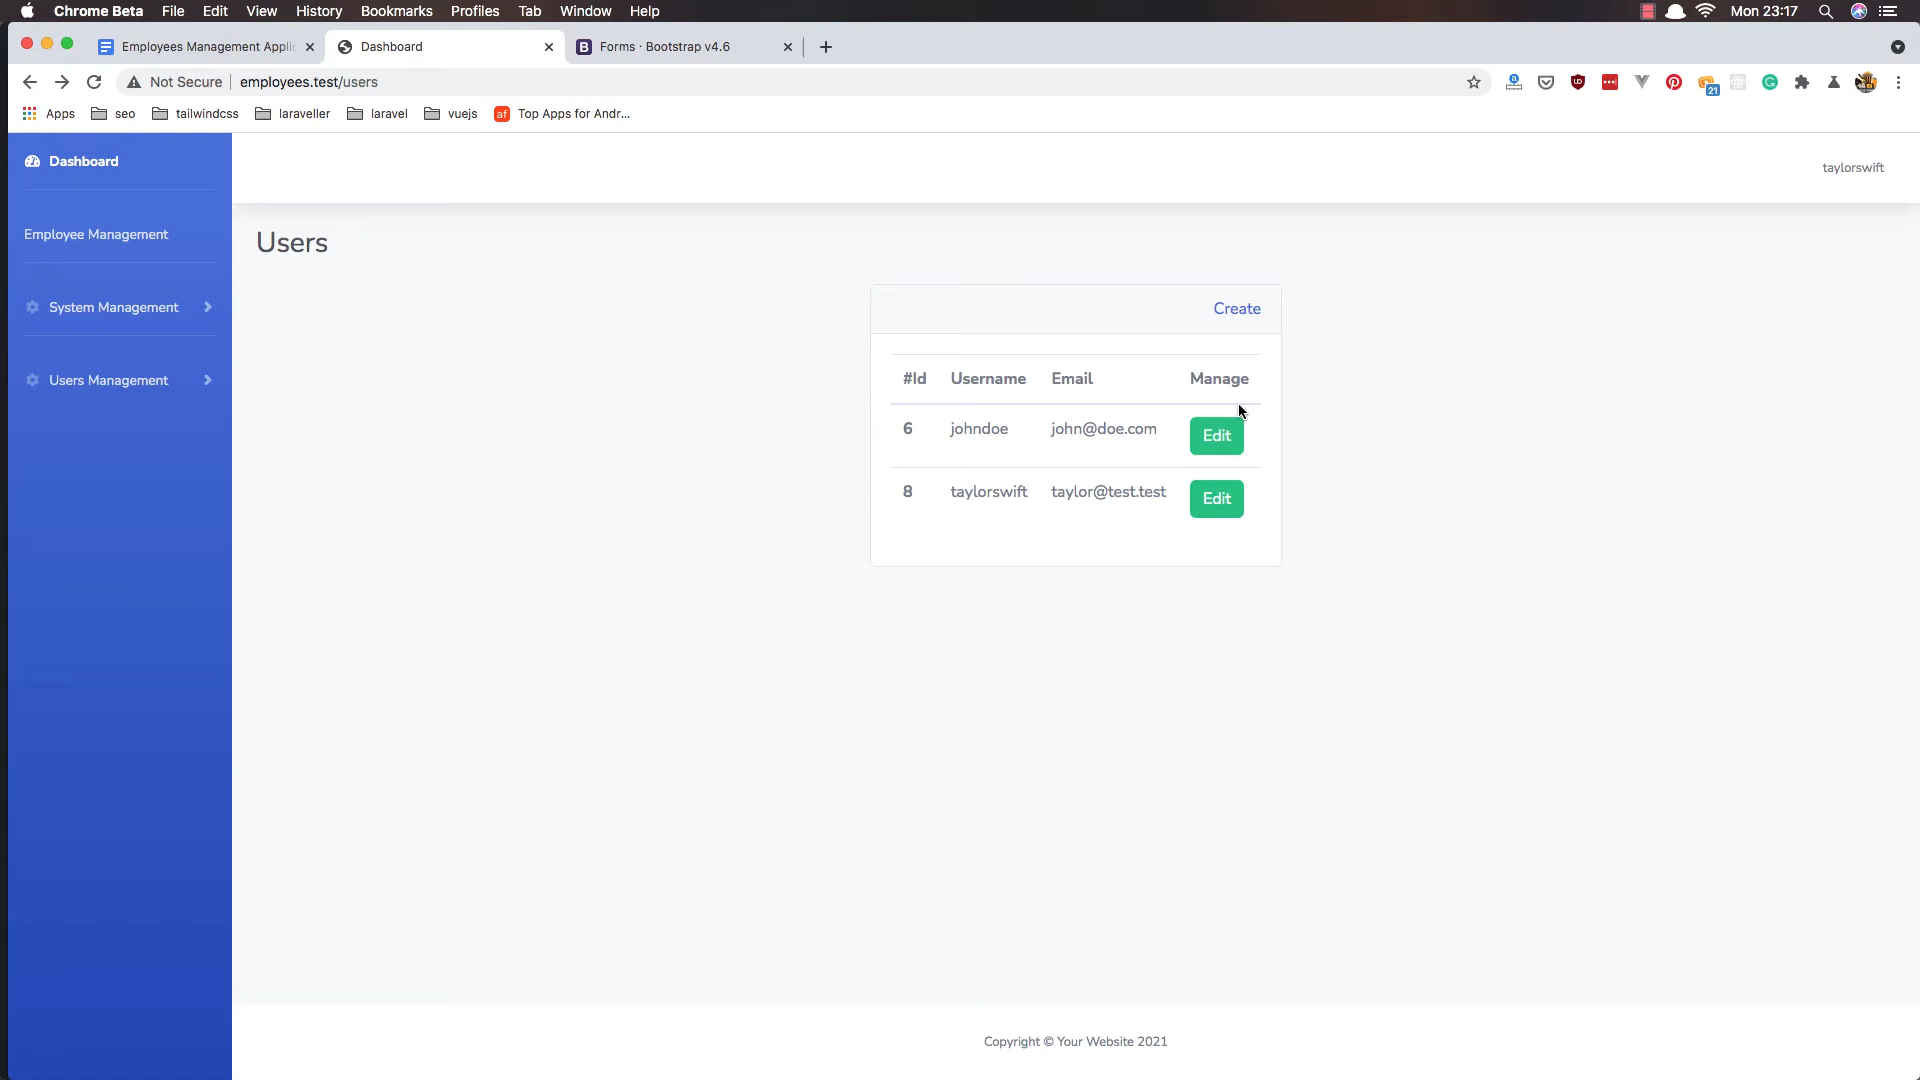 Chrome Beta File Edit View History Bookmarks Profiles Tab Window Help Mon 23:17
Employees Management Applic Dashboard Forms · Bootstrap v4.6
Not Secure employees.test/users 21
Apps seo tailwindcss laraveller laravel vuejs af Top Apps for Andr...
Dashboard
taylorswift
Employee Management
System Management
Users Management
Users
Create
#Id Username Email Manage
6 johndoe john@doe.com Edit
8 taylorswift taylor@test.test Edit
Copyright © Your Website 2021